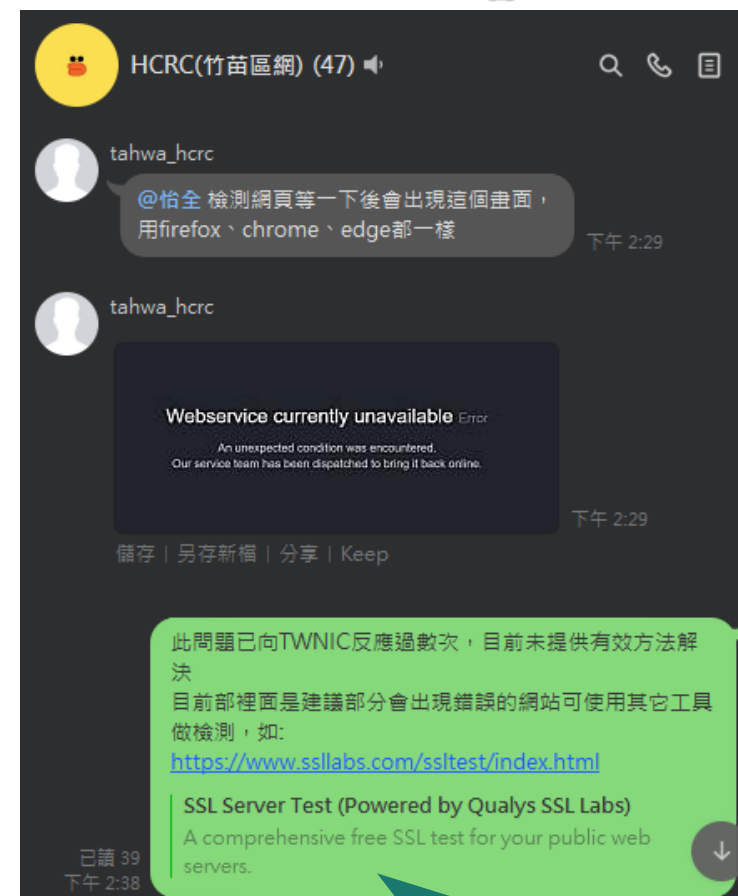 HCRC(竹苗區網) (47)
tahwa_hcrc
@怡全 檢測網頁等一下後會出現這個畫面，
用firefox、chrome、edge都一樣
下午 2:29
tahwa_hcrc
Webservice currently unavailable Error
An unexpected condition was encountered.
Our service team has been dispatched to bring it back online.
下午 2:29
儲存 | 另存新檔 | 分享 | Keep
此問題已向TWNIC反應過數次，目前未提供有效方法解
決
目前部裡面是建議部分會出現錯誤的網站可使用其它工具
做檢測，如:
https://www.ssllabs.com/ssltest/index.html
SSL Server Test (Powered by Qualys SSL Labs)
A comprehensive free SSL test for your public web
servers.
已讀 39
下午 2:38